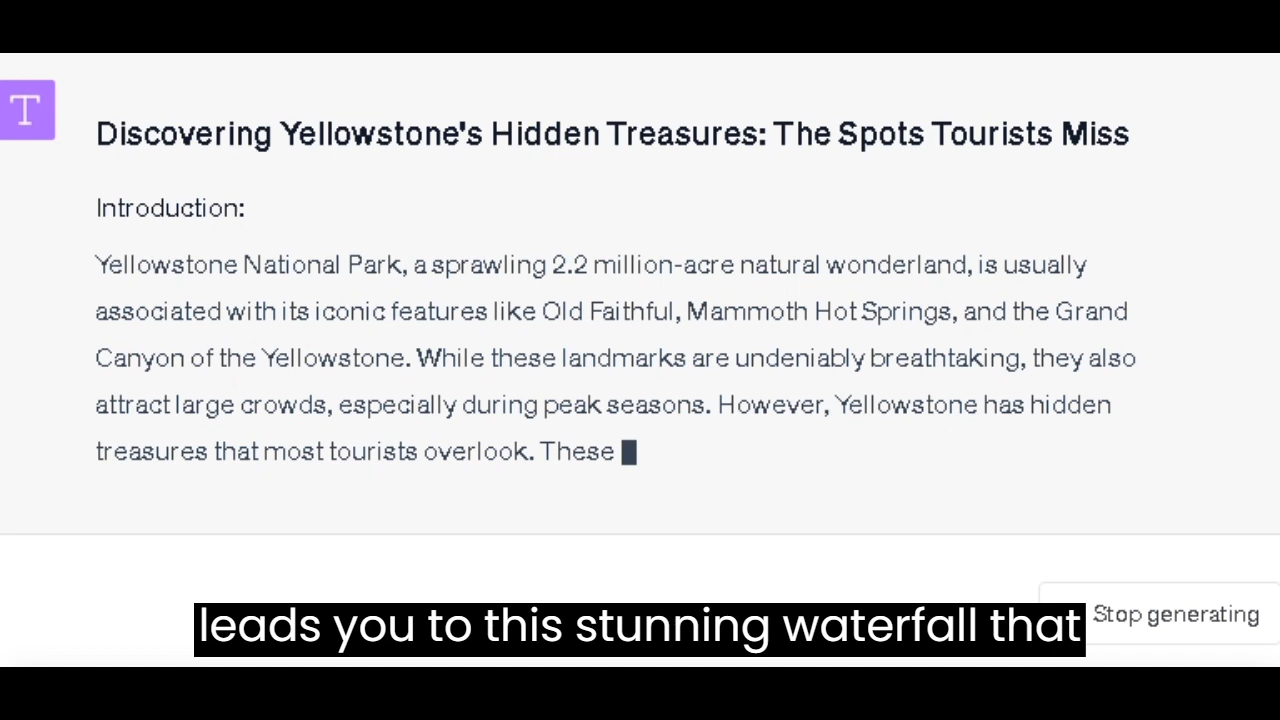 T
Discovering Yellowstone's Hidden Treasures: The Spots Tourists Miss
Introduction:
Yellowstone National Park, a sprawling 2.2 million-acre natural wonderland, is usually
associated with its iconic features like Old Faithful, Mammoth Hot Springs, and the Grand
Canyon of the Yellowstone. While these landmarks are undeniably breathtaking, they also
attract large crowds, especially during peak seasons. However, Yellowstone has hidden
treasures that most tourists overlook. These
Stop generating
leads you to this stunning waterfall that